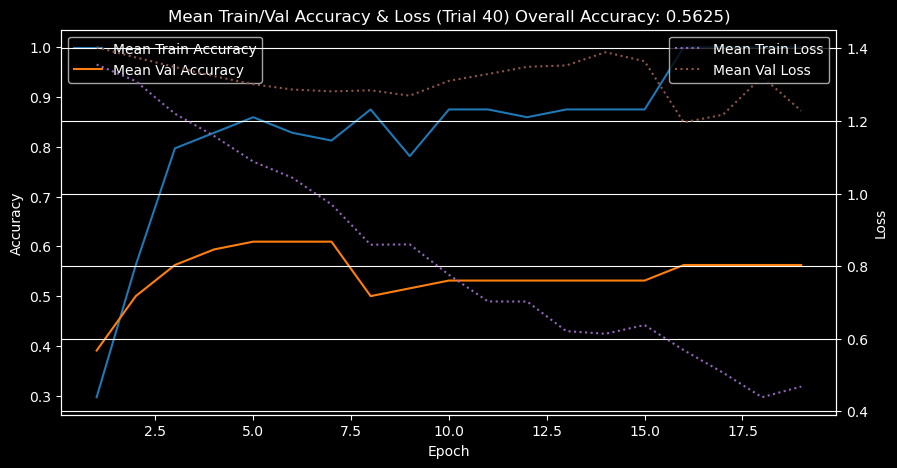 Mean Train/Val Accuracy & Loss (Trial 40) Overall Accuracy: 0.5625)
Mean Train Accuracy
Mean Val Accuracy
Mean Train Loss
Mean Val Loss
1.0
0.9
0.8
0.7
0.6
0.5
0.4
0.3
Accuracy
1.4
1.2
1.0
0.8
0.6
0.4
Loss
2.5 5.0 7.5 10.0 12.5 15.0 17.5
Epoch